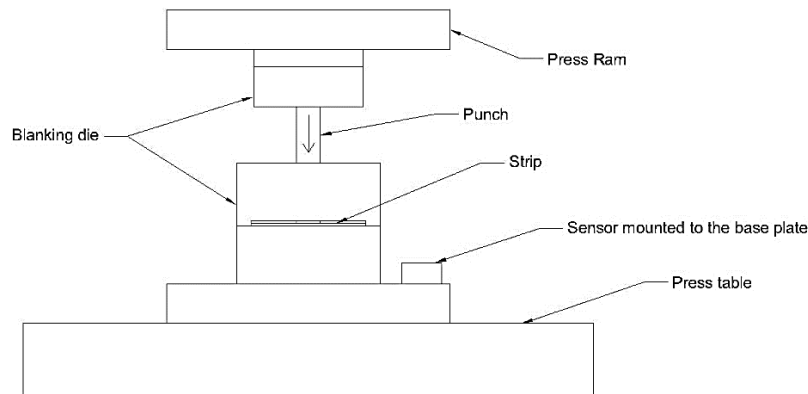 Press Ram
Punch
Blanking die
Strip
Sensor mounted to the base plate
Press table